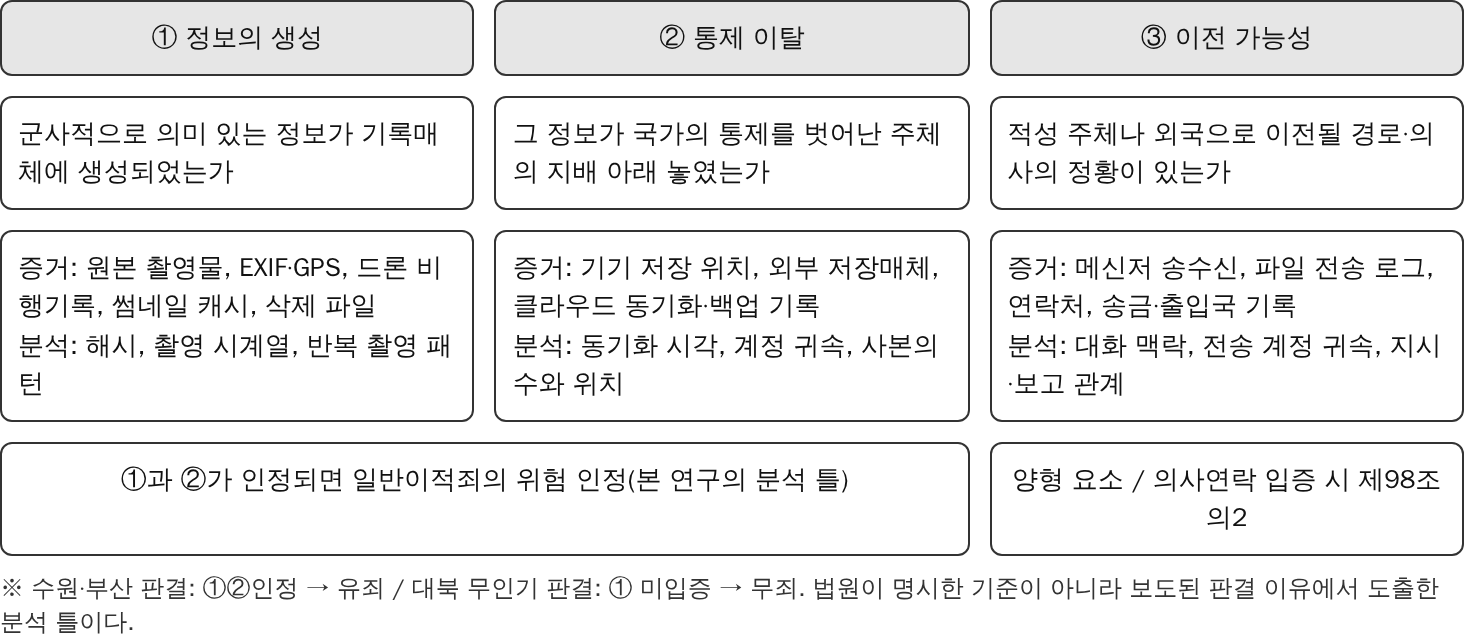 ① 정보의 생성
② 통제 이탈
③ 이전 가능성
군사적으로 의미 있는 정보가 기록매
체에 생성되었는가
그 정보가 국가의 통제를 벗어난 주체
의 지배 아래 놓였는가
적성 주체나 외국으로 이전될 경로·의
사의 정황이 있는가
증거: 원본 촬영물, EXIF·GPS, 드론 비
행기록, 썸네일 캐시, 삭제 파일
분석: 해시, 촬영 시계열, 반복 촬영 패
턴
증거: 기기 저장 위치, 외부 저장매체,
클라우드 동기화·백업 기록
분석: 동기화 시각, 계정 귀속, 사본의
수와 위치
증거: 메신저 송수신, 파일 전송 로그,
연락처, 송금·출입국 기록
분석: 대화 맥락, 전송 계정 귀속, 지시
·보고 관계
①과 ②가 인정되면 일반이적죄의 위험 인정(본 연구의 분석 틀)
양형 요소 / 의사연락 입증 시 제98조
의2
※ 수원·부산 판결: ①②인정 → 유죄 / 대북 무인기 판결: ① 미입증 → 무죄. 법원이 명시한 기준이 아니라 보도된 판결 이유에서 도출한
분석 틀이다.